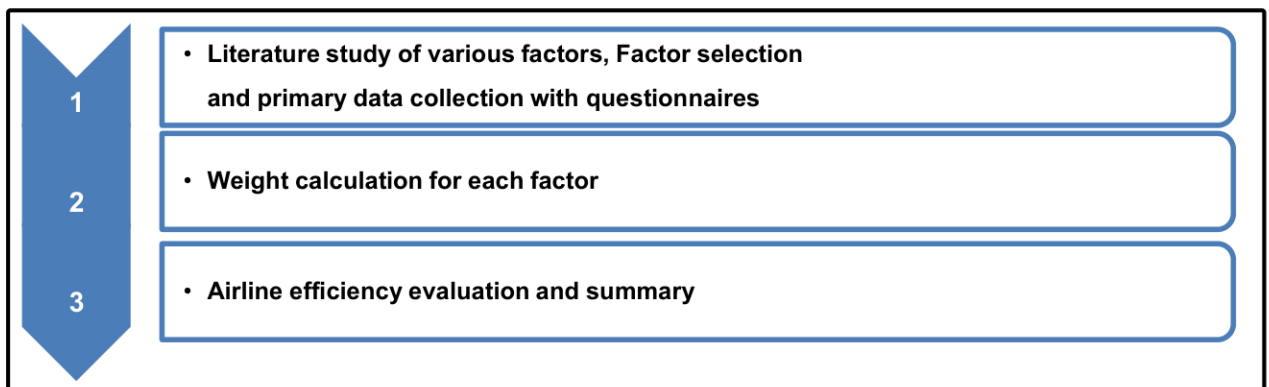 1
• Literature study of various factors, Factor selection
and primary data collection with questionnaires
2
• Weight calculation for each factor
3
• Airline efficiency evaluation and summary